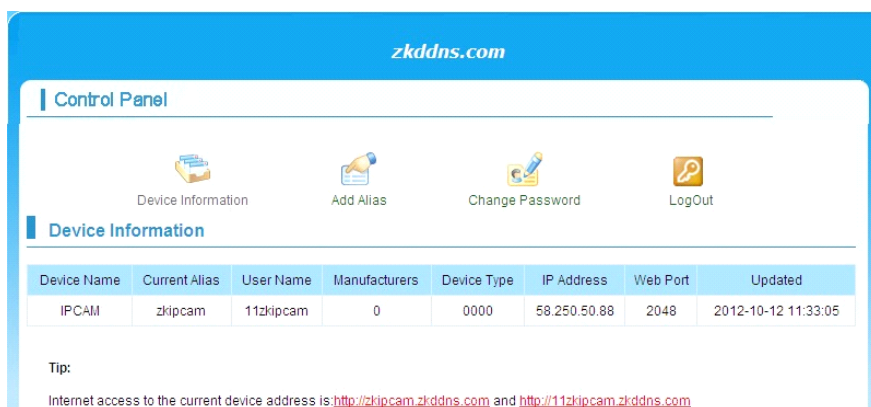 zkddns.com
Control Panel
Device Information Add Alias Change Password LogOut
Device Information
Device Name Current Alias User Name Manufacturers Device Type IP Address Web Port Updated
IPCAM zkipcam 11zkipcam 0 0000 58.250.50.88 2048 2012-10-12 11:33:05
Tip:
Internet access to the current device address is:http://zkipcam.zkddns.com and http://11zkipcam.zkddns.com